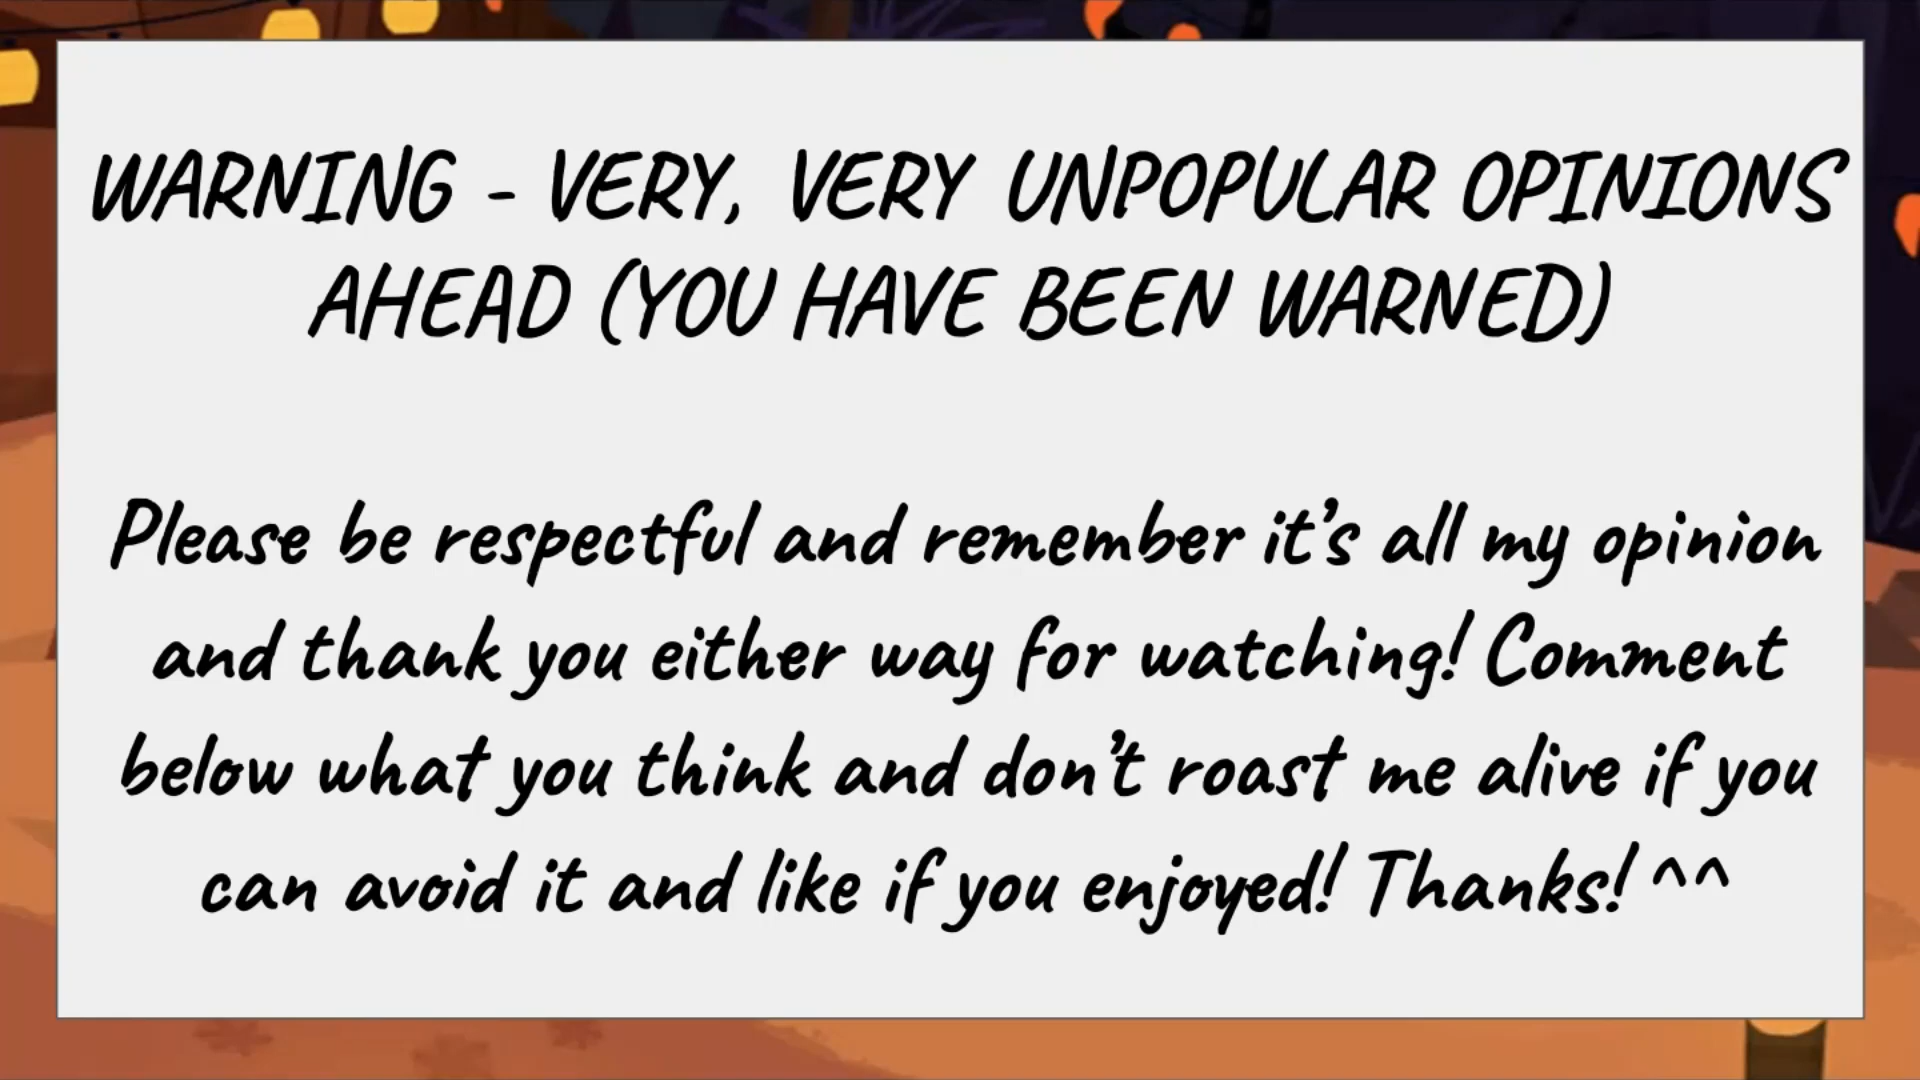 WARNING - VERY, VERY UNPOPULAR OPINIONS
AHEAD (YOU HAVE BEEN WARNED)
Please be respectful and remember it’s all my opinion
and thank you either way for watching! Comment
below what you think and don’t roast me alive if you
can avoid it and like if you enjoyed! Thanks! ^^